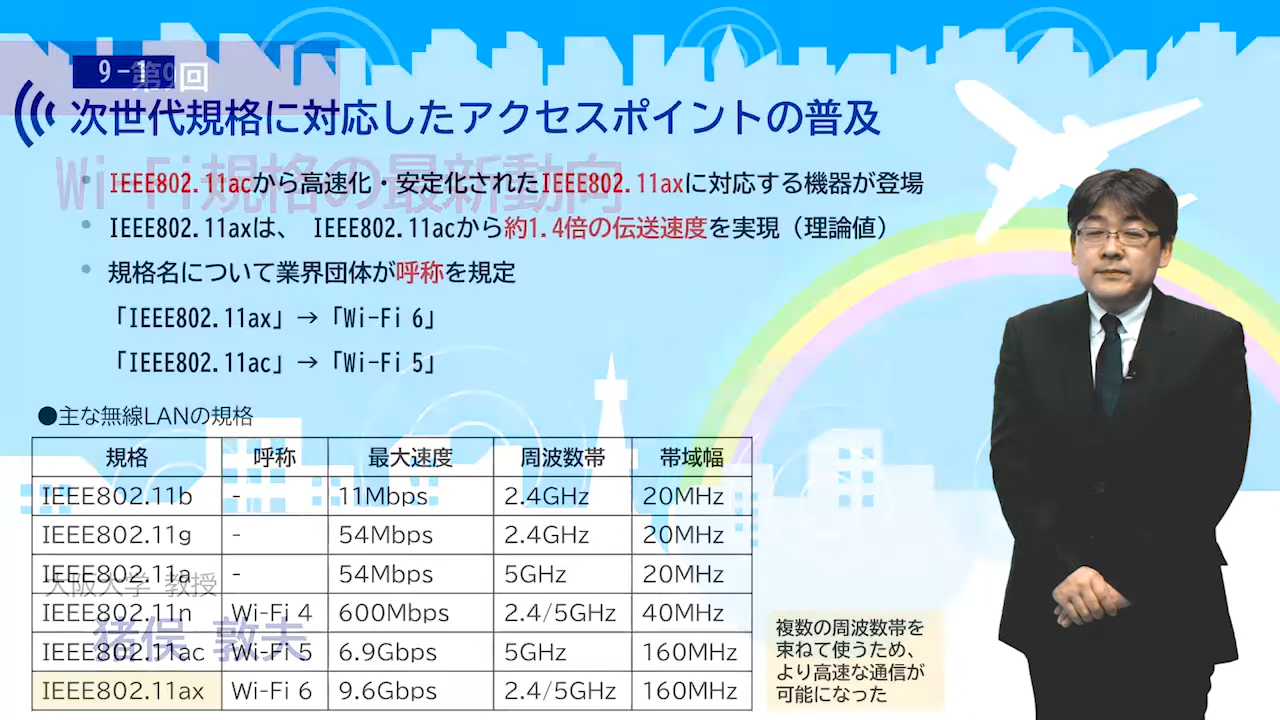 9-1
第9回
次世代規格に対応したアクセスポイントの普及
Wi-Fi規格の最新動向
• IEEE802.11acから高速化・安定化されたIEEE802.11axに対応する機器が登場
• IEEE802.11axは、 IEEE802.11acから約1.4倍の伝送速度を実現（理論値）
• 規格名について業界団体が呼称を規定
「IEEE802.11ax」→「Wi-Fi 6」
「IEEE802.11ac」→「Wi-Fi 5」
●主な無線LANの規格
規格 呼称 最大速度 周波数帯 帯域幅
IEEE802.11b - 11Mbps 2.4GHz 20MHz
IEEE802.11g - 54Mbps 2.4GHz 20MHz
IEEE802.11a - 54Mbps 5GHz 20MHz
大阪大学 教授
IEEE802.11n Wi-Fi 4 600Mbps 2.4/5GHz 40MHz
猪俣 敦夫
IEEE802.11ac Wi-Fi 5 6.9Gbps 5GHz 160MHz
IEEE802.11ax Wi-Fi 6 9.6Gbps 2.4/5GHz 160MHz
複数の周波数帯を
束ねて使うため、
より高速な通信が
可能になった